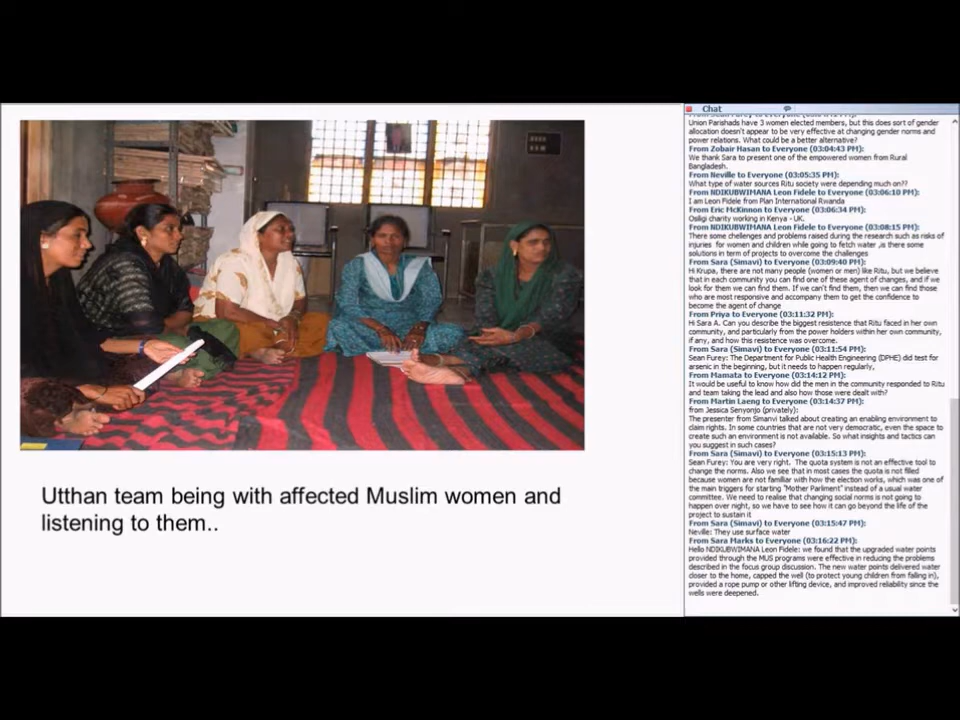 Utthan team being with affected Muslim women and
listening to them..
Chat
Union Parishads have 3 women elected members, but this does sort of gender
allocation doesn't appear to be very effective at changing gender norms and
power relations. What could be a better alternative?
From Zobair Hasan to Everyone (03:04:43 PM):
We thank Sara to present one of the empowered women from Rural
Bangladesh.
From Neville to Everyone (03:05:35 PM):
What type of water sources Ritu society were depending much on??
From NDIKUBWIMANA Leon Fidele to Everyone (03:06:10 PM):
I am Leon Fidele from Plan International Rwanda
From Eric McKinnon to Everyone (03:06:34 PM):
Osiligi charity working in Kenya - UK.
From NDIKUBWIMANA Leon Fidele to Everyone (03:08:15 PM):
There some chellenges and problems raised during the research such as risks of
injuries for women and children while going to fetch water ,is there some
solutions in term of projects to overcome the challenges
From Sara (Simavi) to Everyone (03:09:40 PM):
Hi Krupa, there are not many people (women or men) like Ritu, but we believe
that in each community you can find one of these agent of changes, and if we
look for them we can find them. If we can't find them, then we can find those
who are most responsive and accompany them to get the confidence to
become the agent of change
From Priya to Everyone (03:11:32 PM):
Hi Sara A. Can you describe the biggest resistence that Ritu faced in her own
community, and particularly from the power holders within her own community,
if any, and how this resistence was overcome.
From Sara (Simavi) to Everyone (03:11:54 PM):
Sean Furey: The Department for Public Health Engineering (DPHE) did test for
arsenic in the beginning, but it needs to happen regularly,
From Mamata to Everyone (03:14:12 PM):
It would be useful to know how did the men in the community responded to Ritu
and team taking the lead and also how those were dealt with?
From Martin Laeng to Everyone (03:14:37 PM):
from Jessica Senyonjo (privately):
The presenter from Simanvi talked about creating an enabling environment to
claim rights. In some countries that are not very democratic, even the space to
create such an environment is not available. So what insights and tactics can
you suggest in such cases?
From Sara (Simavi) to Everyone (03:15:13 PM):
Sean Furey: You are very right. The quota system is not an effective tool to
change the norms. Also we see that in most cases the quota is not filled
because women are not familiar with how the election works, which was one of
the main triggers for starting "Mother Parliment" instead of a usual water
committee. We need to realise that changing social norms is not going to
happen over night, so we have to see how it can go beyond the life of the
project to sustain it
From Sara (Simavi) to Everyone (03:15:47 PM):
Neville: They use surface water
From Sara Marks to Everyone (03:16:22 PM):
Hello NDIKUBWIMANA Leon Fidele: we found that the upgraded water points
provided through the MUS programs were effective in reducing the problems
described in the focus group discussion. The new water points delivered water
closer to the home, capped the well (to protect young children from falling in),
provided a rope pump or other lifting device, and improved reliability since the
wells were deepened.